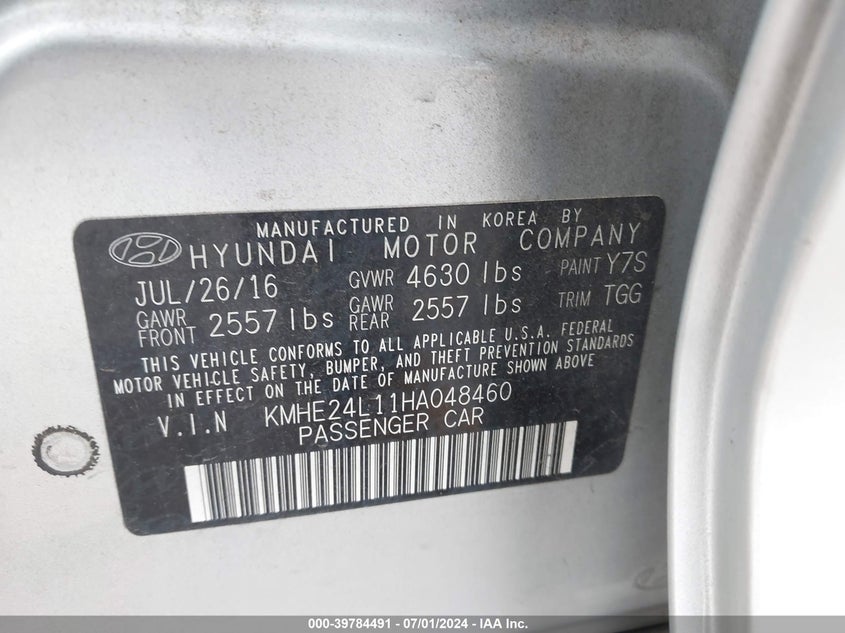 MANUFACTURED IN KOREA BY
HYUNDAI MOTOR COMPANY
JUL/26/16 GVWR 4630 lbs PAINT Y7S
GAWR FRONT 2557 lbs GAWR REAR 2557 lbs TRIM TGG
THIS VEHICLE CONFORMS TO ALL APPLICABLE U.S.A. FEDERAL
MOTOR VEHICLE SAFETY, BUMPER, AND THEFT PREVENTION STANDARDS
IN EFFECT ON THE DATE OF MANUFACTURE SHOWN ABOVE
V.I.N KMHE24L11HA048460
PASSENGER CAR
000-39784491 - 07/01/2024 - IAA Inc.